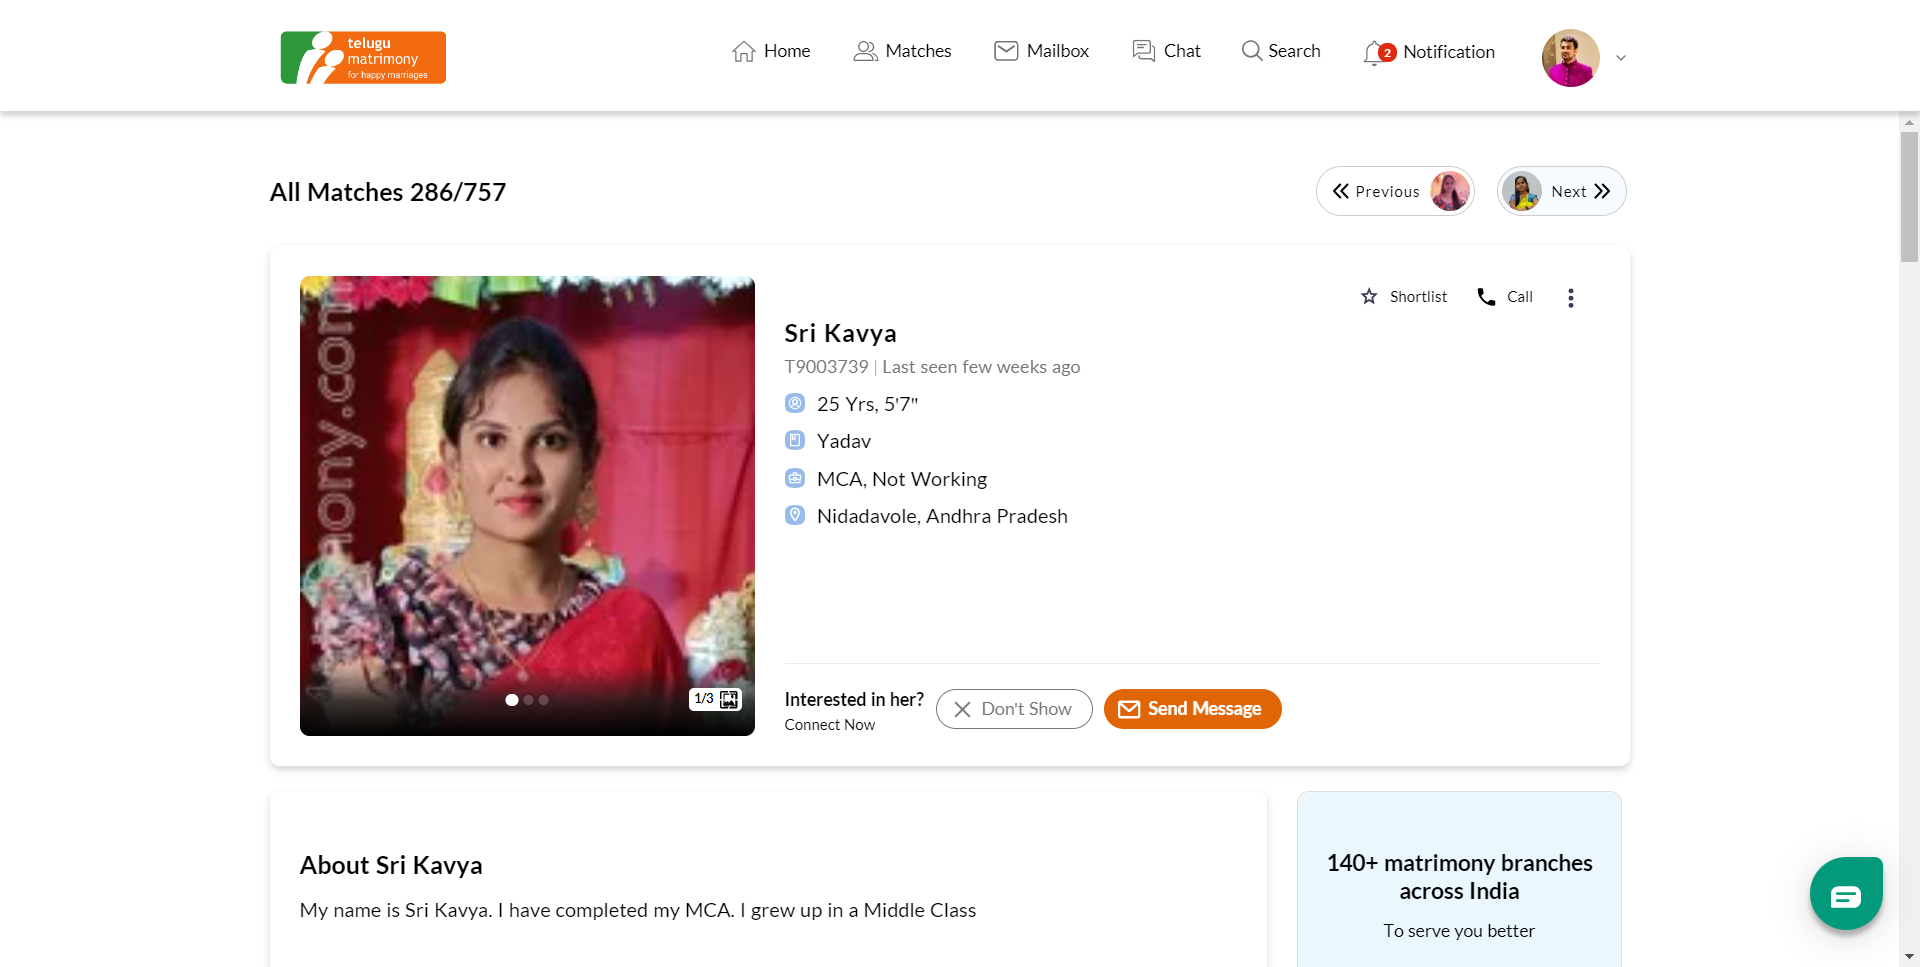 telugu
matrimony
for happy marriages
Home
Matches
Mailbox
Chat
Search
2
Notification
All Matches 286/757
Previous
Next
Shortlist
Call
Sri Kavya
T9003739 | Last seen few weeks ago
25 Yrs, 5'7"
Yadav
MCA, Not Working
Nidadavole, Andhra Pradesh
1/3
Interested in her?
Connect Now
Don't Show
Send Message
About Sri Kavya
My name is Sri Kavya. I have completed my MCA. I grew up in a Middle Class
140+ matrimony branches
across India
To serve you better